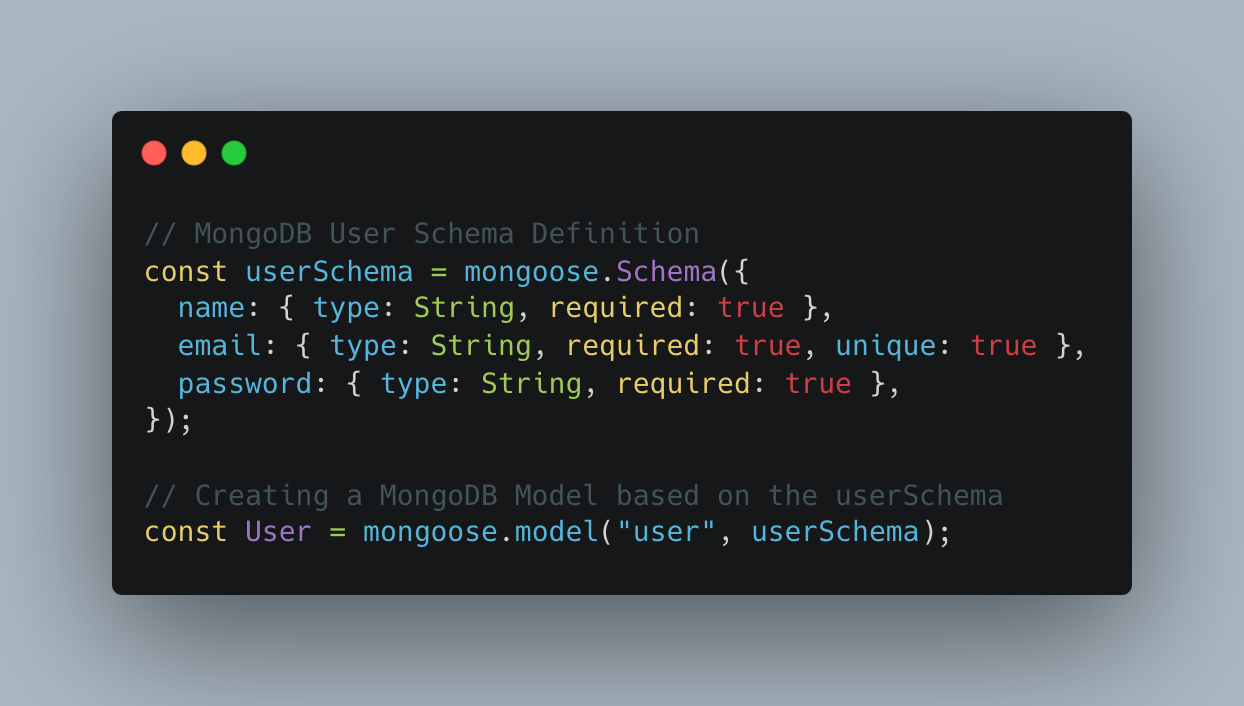 // MongoDB User Schema Definition
const userSchema = mongoose.Schema({
  name: { type: String, required: true },
  email: { type: String, required: true, unique: true },
  password: { type: String, required: true },
});

// Creating a MongoDB Model based on the userSchema
const User = mongoose.model("user", userSchema);